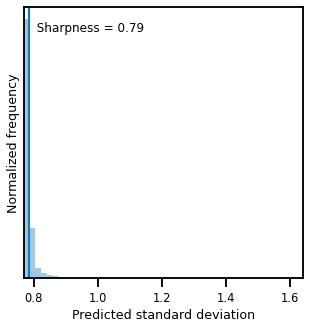 Sharpness = 0.79
Normalized frequency
0.8 1.0 1.2 1.4 1.6
Predicted standard deviation